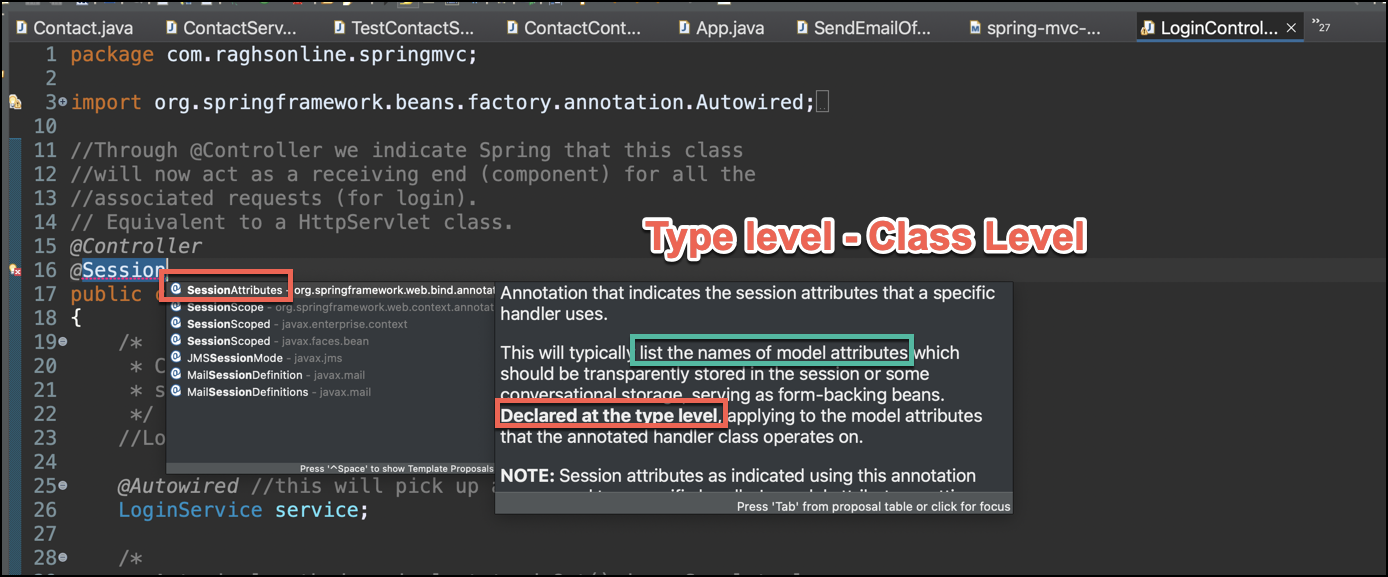 Contact.java ContactServ... TestContactS... ContactCont... App.java SendEmailOf... spring-mvc-... LoginControl... 27
1 package com.raghsonline.springmvc;
2
3 import org.springframework.beans.factory.annotation.Autowired;
10
11 //Through @Controller we indicate Spring that this class
12 //will now act as a receiving end (component) for all the
13 //associated requests (for login).
14 // Equivalent to a HttpServlet class.
Type level - Class Level
15 @Controller
16 @Session
17 public
18 {
19 /*
20 * C
21 * s
22 */
23 //Lo
24
25 @Autowired //this will pick up
26 LoginService service;
27
28 /*
SessionAttributes - org.springframework.web.bind.annotat
SessionScope - org.springframework.web.context.annotat
SessionScoped - javax.enterprise.context
SessionScoped - javax.faces.bean
JMSSessionMode - javax.jms
MailSessionDefinition - javax.mail
MailSessionDefinitions - javax.mail
Press '^Space' to show Template Proposals
Annotation that indicates the session attributes that a specific
handler uses.
This will typically list the names of model attributes which
should be transparently stored in the session or some
conversational storage, serving as form-backing beans.
Declared at the type level, applying to the model attributes
that the annotated handler class operates on.
NOTE: Session attributes as indicated using this annotation
Press 'Tab' from proposal table or click for focus